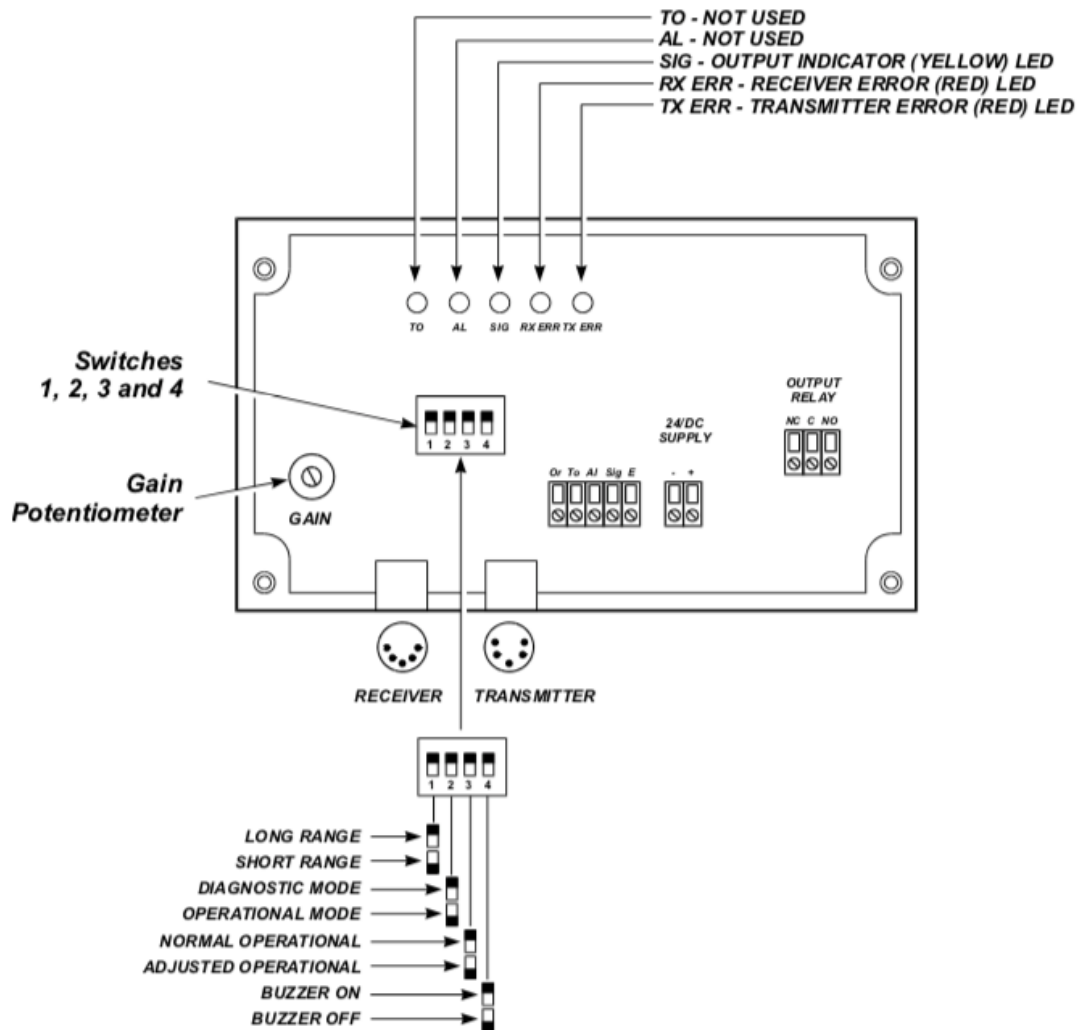 TO - NOT USED
AL - NOT USED
SIG - OUTPUT INDICATOR (YELLOW) LED
RX ERR - RECEIVER ERROR (RED) LED
TX ERR - TRANSMITTER ERROR (RED) LED
TO AL SIG RX ERR TX ERR
Switches
1, 2, 3 and 4
1 2 3 4
OUTPUT
RELAY
NC C NO
24/DC
SUPPLY
- +
Or To Al Sig E
Gain
Potentiometer
GAIN
RECEIVER TRANSMITTER
1 2 3 4
LONG RANGE
SHORT RANGE
DIAGNOSTIC MODE
OPERATIONAL MODE
NORMAL OPERATIONAL
ADJUSTED OPERATIONAL
BUZZER ON
BUZZER OFF